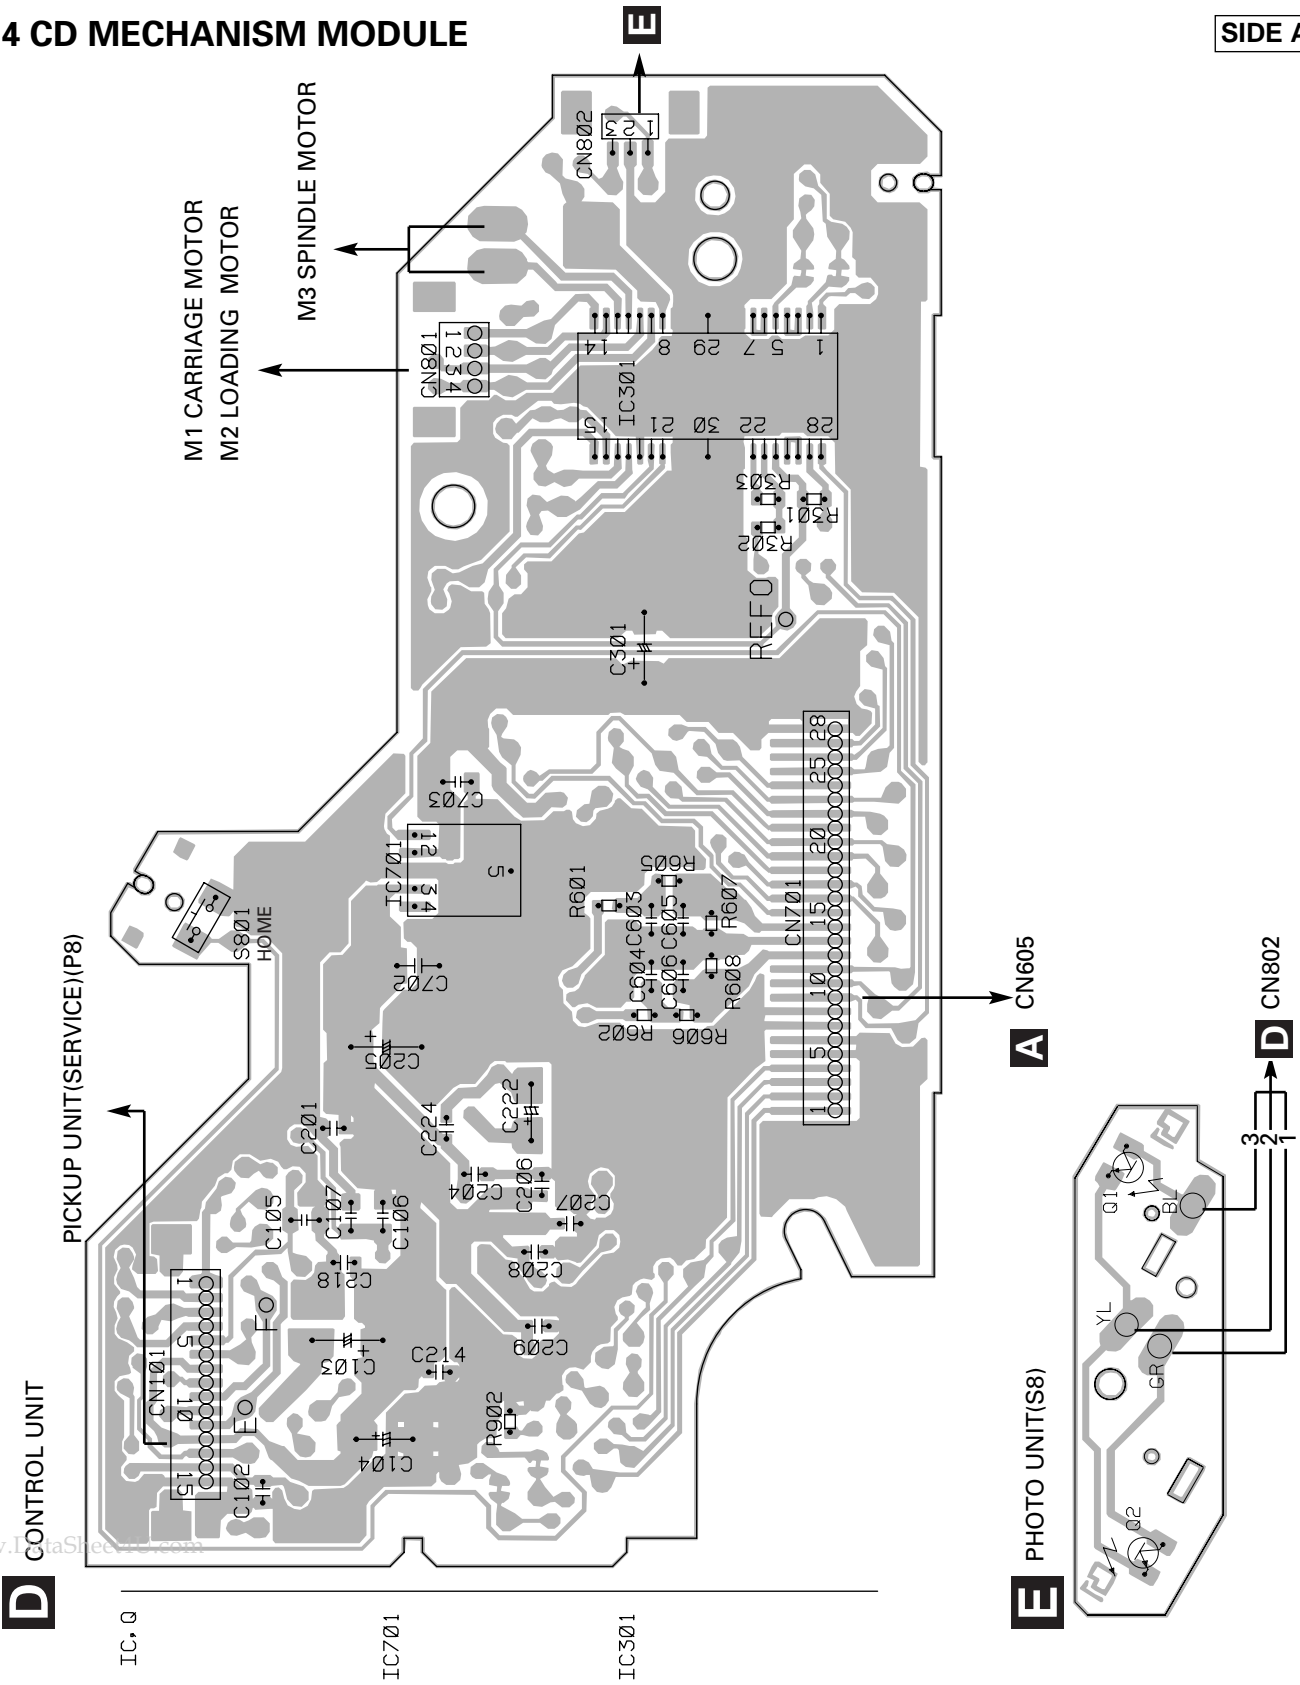 4 CD MECHANISM MODULE
SIDE A
E
M1 CARRIAGE MOTOR
M2 LOADING MOTOR
M3 SPINDLE MOTOR
CN802
3 2 1
CN801
1 2 3 4
14 8 29 7 5 1
IC301
15 21 30 22 28
R303
R302
R301
REFO
C301
+
C703
IC701
1 2 3 4
5
S801
HOME
C702
C205
+
R601
R605
C603
C605
R607
C604
C606
R608
R602
R606
CN701
28
25
20
15
10
5
1
A CN605
PICKUP UNIT(SERVICE)(P8)
C201
C224
C222
C204
C206
C207
C208
C209
C105
C107
C106
C218
C103
+
C214
C104
+
R902
CN101
1
5
10
15
F
E
C102
D CONTROL UNIT
IC, Q
IC701
IC301
E PHOTO UNIT(S8)
Q1
BL
YL
GR
Q2
3
2
1
D CN802